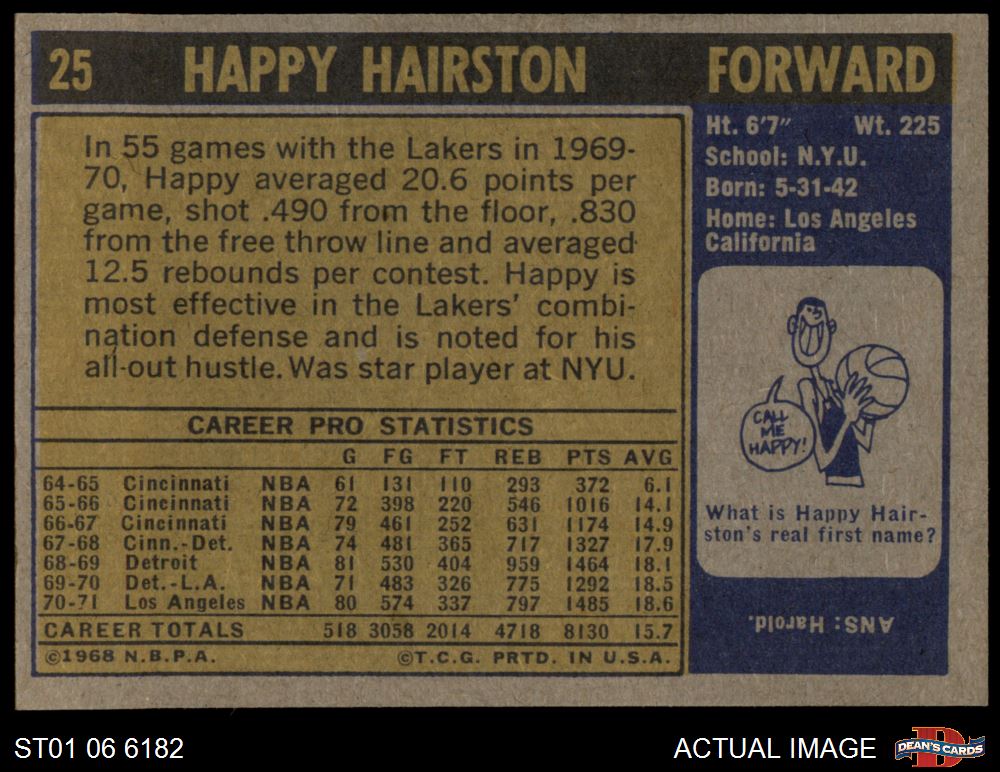 25 HAPPY HAIRSTON FORWARD
In 55 games with the Lakers in 1969-
70, Happy averaged 20.6 points per
game, shot .490 from the floor, .830
from the free throw line and averaged
12.5 rebounds per contest. Happy is
most effective in the Lakers' combi-
nation defense and is noted for his
all-out hustle. Was star player at NYU.
CAREER PRO STATISTICS
G FG FT REB PTS AVG
64-65 Cincinnati NBA 61 131 110 293 372 6.1
65-66 Cincinnati NBA 72 398 220 546 1016 14.1
66-67 Cincinnati NBA 79 461 252 631 1174 14.9
67-68 Cinn.-Det. NBA 74 481 365 717 1327 17.9
68-69 Detroit NBA 81 530 404 959 1464 18.1
69-70 Det.-L.A. NBA 71 483 326 775 1292 18.5
70-71 Los Angeles NBA 80 574 337 797 1485 18.6
CAREER TOTALS 518 3058 2014 4718 8130 15.7
©1968 N.B.P.A. ©T.C.G. PRTD. IN U.S.A.
Ht. 6'7" Wt. 225
School: N.Y.U.
Born: 5-31-42
Home: Los Angeles
California
CALL
ME
HAPPY!
What is Happy Hair-
ston's real first name?
ANS: Harold.
ST01 06 6182
ACTUAL IMAGE
D
DEAN'S CARDS